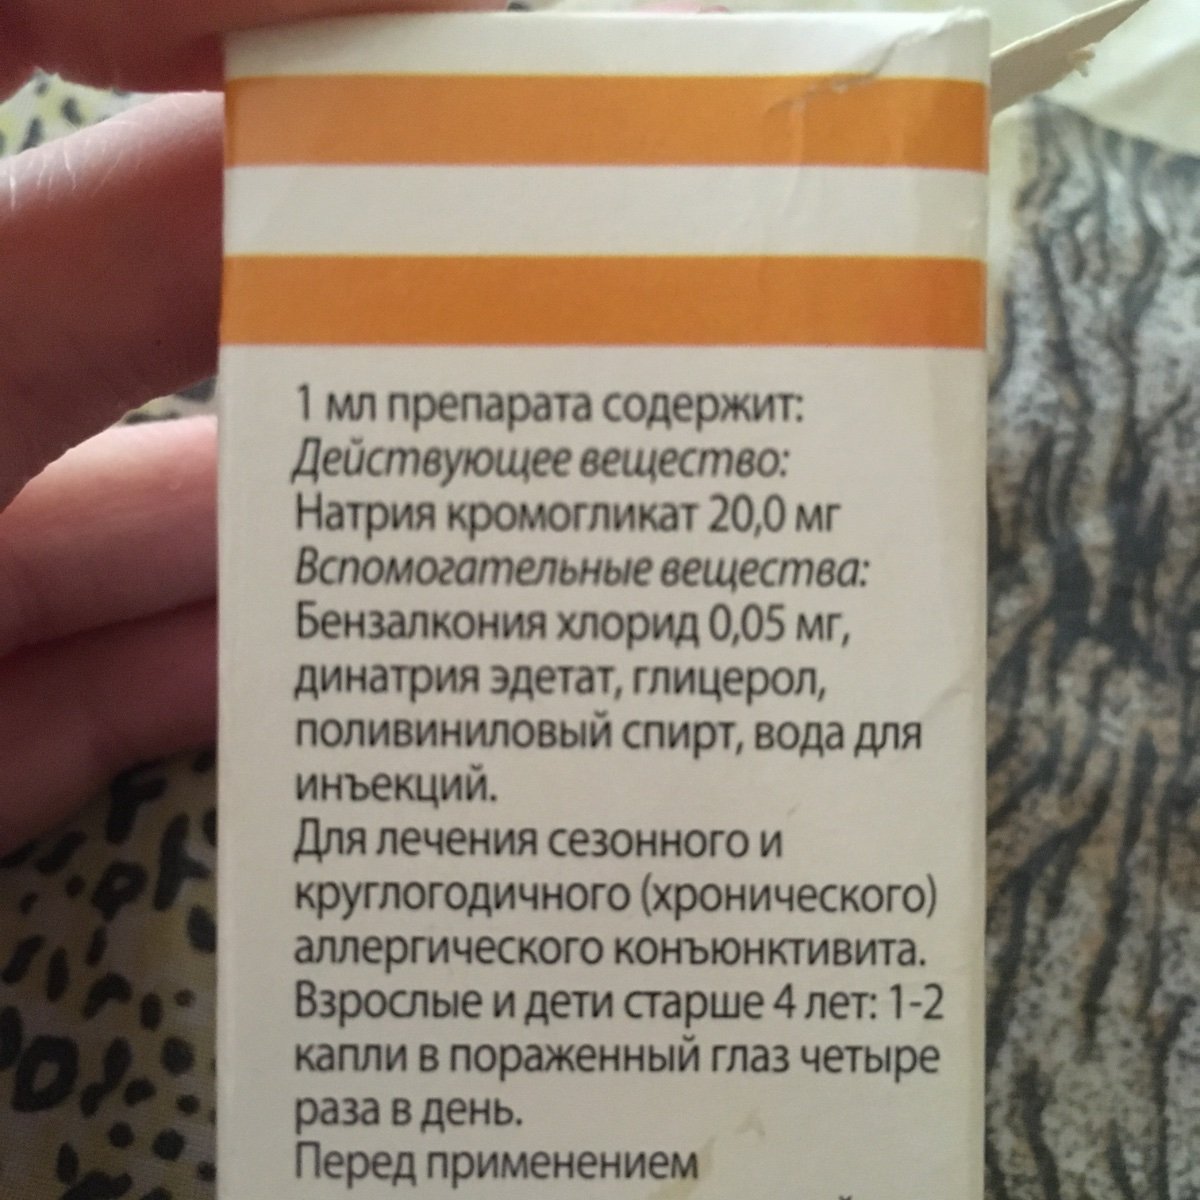 1 мл препарата содержит:
Действующее вещество:
Натрия кромогликат 20,0 мг
Вспомогательные вещества:
Бензалкония хлорид 0,05 мг,
динатрия эдетат, глицерол,
поливиниловый спирт, вода для
инъекций.
Для лечения сезонного и
круглогодичного (хронического)
аллергического конъюнктивита.
Взрослые и дети старше 4 лет: 1-2
капли в пораженный глаз четыре
раза в день.
Перед применением